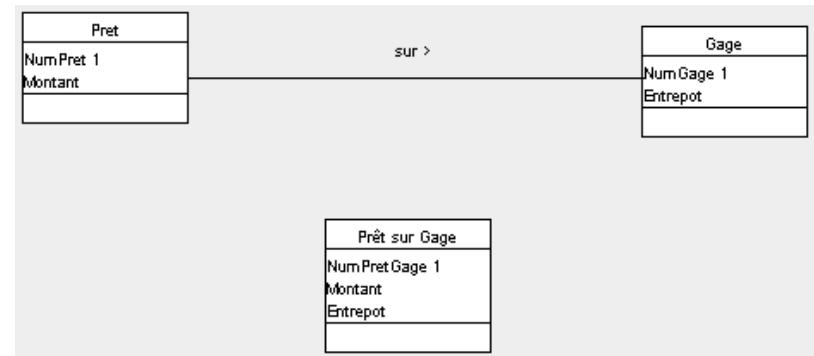 Pret
NumPret 1
Montant
sur >
Gage
NumGage 1
Entrepot
Prêt sur Gage
NumPretGage 1
Montant
Entrepot